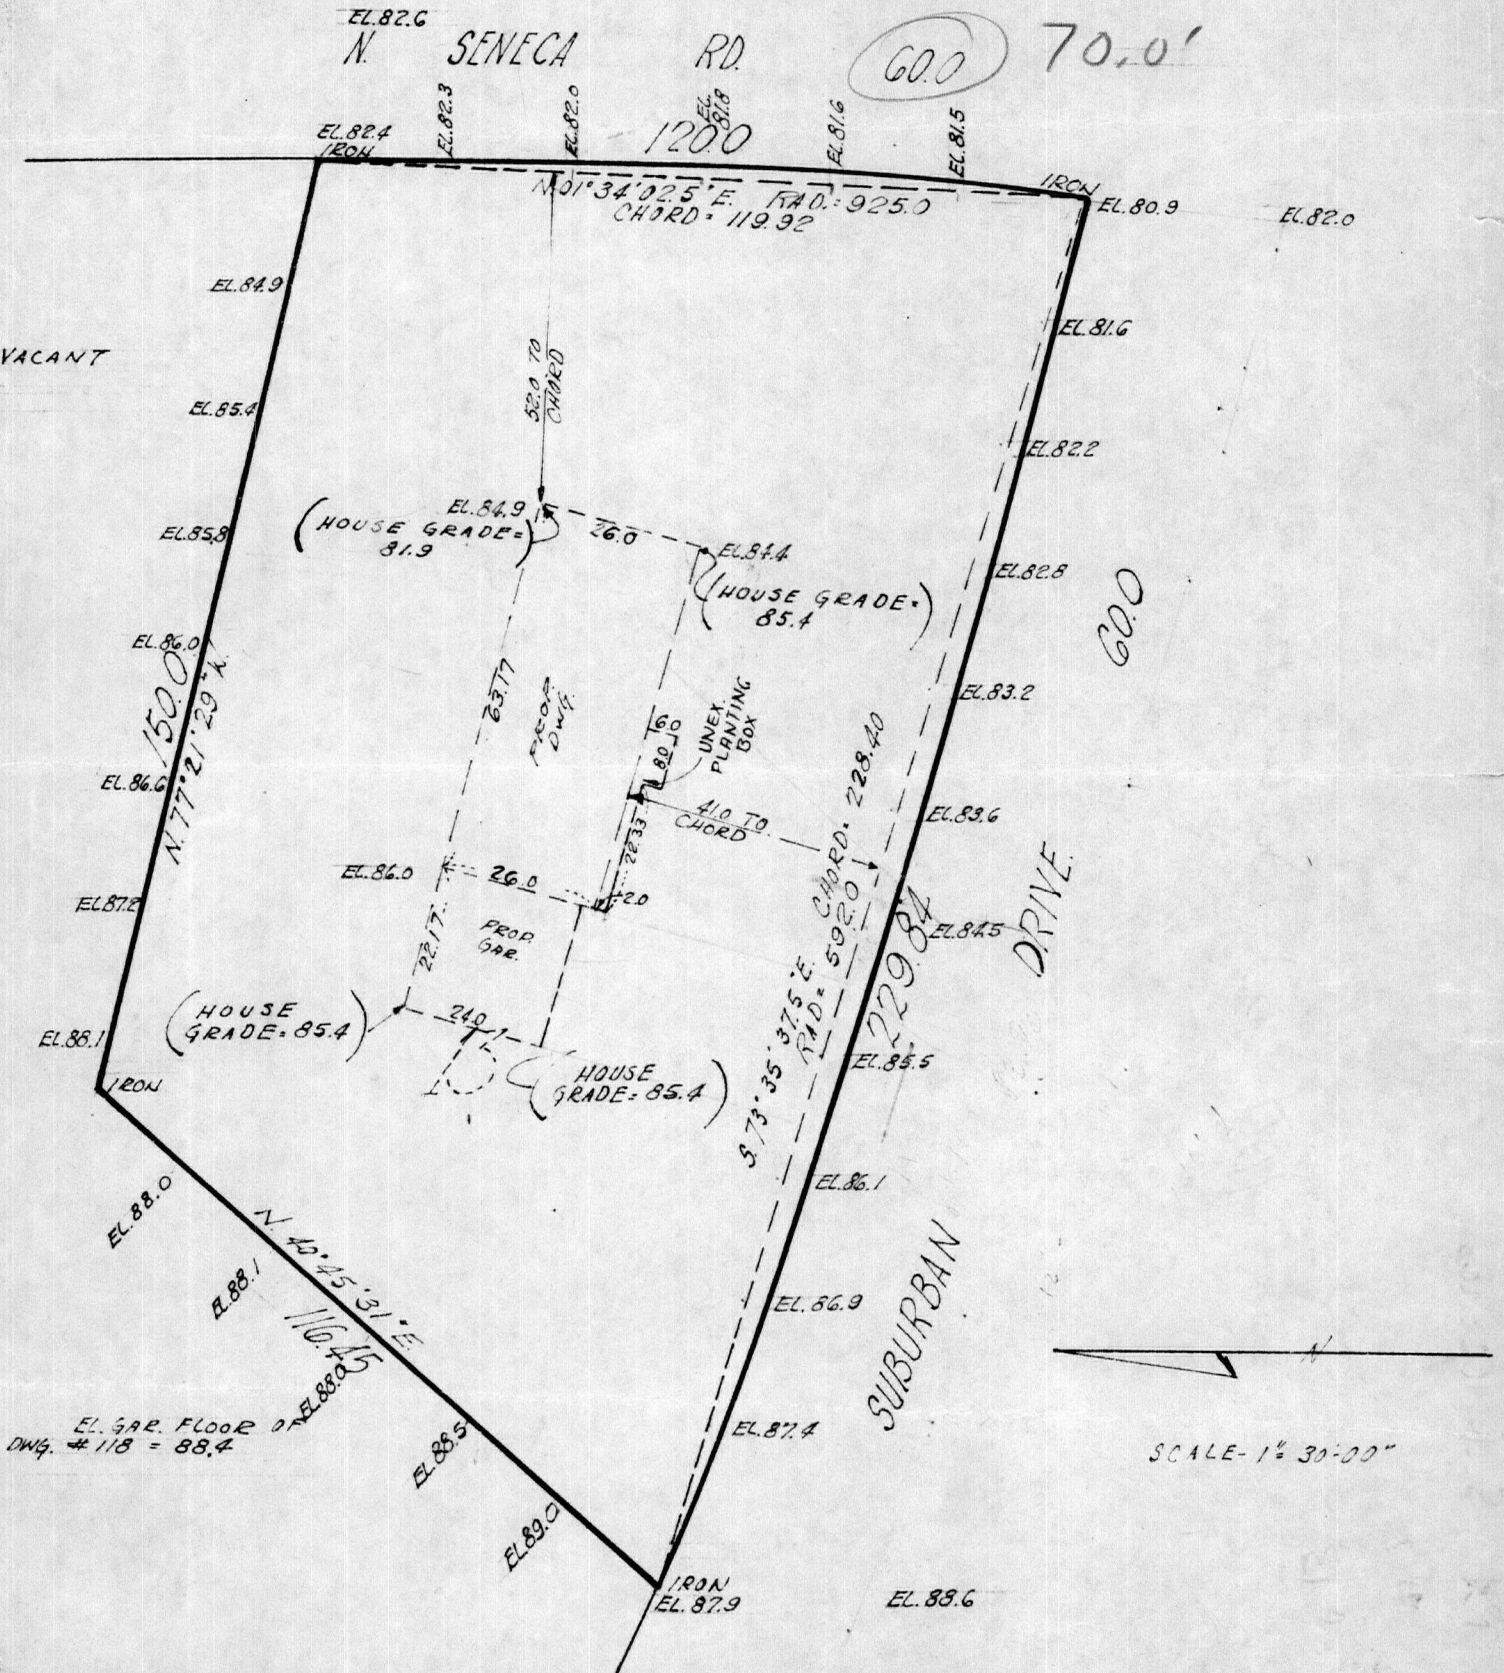 EL.82.6
N. SENECA RD. 60.0 70.0'
EL.82.4
IRON
EL.82.3
EL.82.0
EL.
81.8
120.0
EL.81.6
EL.81.5
IRON
EL.80.9
EL.82.0
N.01°34'02.5"E. RAD.=925.0
CHORD= 119.92
EL.84.9
EL.81.6
VACANT
52.0 TO
CHORD
EL.85.4
EL.82.2
EL.84.9
(HOUSE GRADE=
81.9)
26.0
EL.84.4
(HOUSE GRADE=
85.4)
EL.85.8
EL.82.8
60.0
EL.86.0
150.0
N.77°21'29"
63.17
PROP.
DWG.
6.0
8.0
UNEX.
PLANTING
BOX
EL.83.2
EL.86.6
41.0 TO
CHORD
22.33
CHORD= 228.40
S.73°35'37.5"E.
RAD= 592.0
229.84
EL.83.6
EL.86.0
26.0
2.0
EL.87.2
22.17
PROP.
GAR.
EL.84.5
DRIVE
(HOUSE
GRADE=85.4)
24.0
EL.88.1
IRON
(HOUSE
GRADE=85.4)
EL.85.5
EL.86.1
EL.88.0
N.40°45'31"E.
116.45
EL.88.1
EL.86.9
SUBURBAN
N
EL.88.0
EL. GAR. FLOOR OF
DWG. #118 = 88.4
EL.88.5
EL.87.4
SCALE- 1"= 30'-00"
EL.89.0
IRON
EL.87.9
EL.88.6